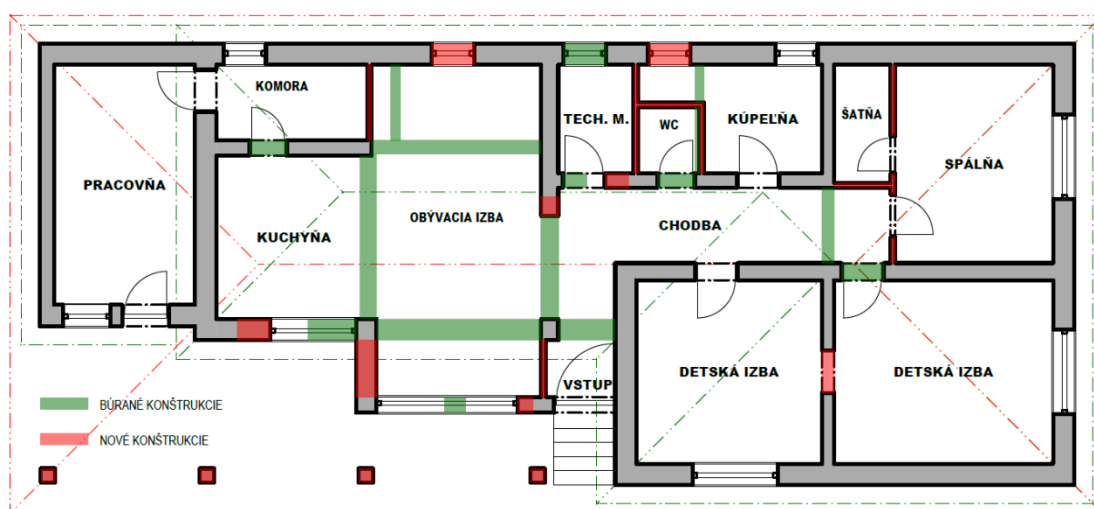 KOMORA
TECH. M.
WC
KÚPEĽŇA
ŠATŇA
SPÁLŇA
PRACOVŇA
KUCHYŇA
OBÝVACIA IZBA
CHODBA
VSTUP
DETSKÁ IZBA
DETSKÁ IZBA
BÚRANÉ KONŠTRUKCIE
NOVÉ KONŠTRUKCIE